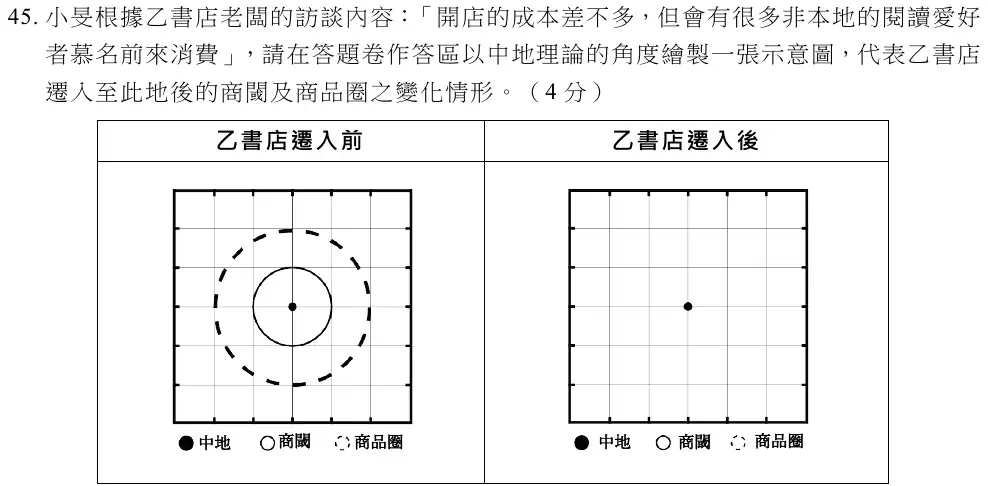 45. 小旻根據乙書店老闆的訪談內容：「開店的成本差不多，但會有很多非本地的閱讀愛好
者慕名前來消費」，請在答題卷作答區以中地理論的角度繪製一張示意圖，代表乙書店
遷入至此地後的商閾及商品圈之變化情形。（4 分）
乙書店遷入前
乙書店遷入後
中地 商閾 商品圈
中地 商閾 商品圈